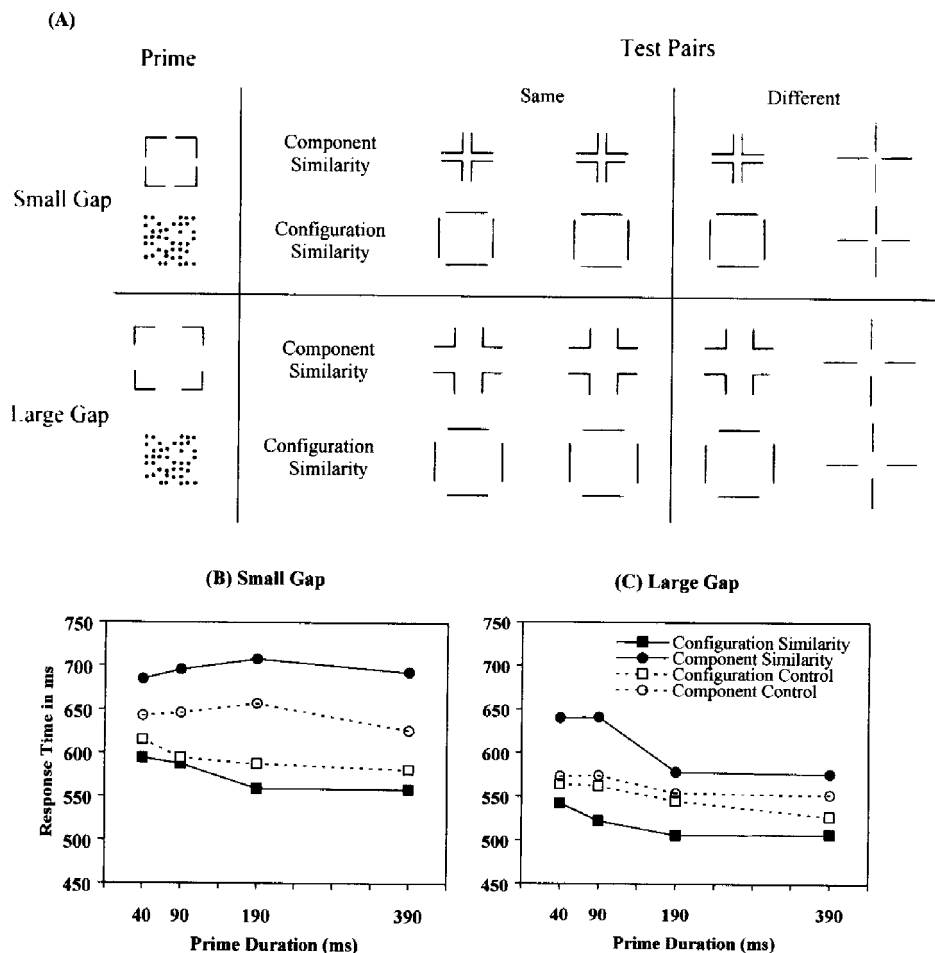 (A)
Prime
Test Pairs
Same
Different
Small Gap
Component
Similarity
Configuration
Similarity
Large Gap
Component
Similarity
Configuration
Similarity
(B) Small Gap
Response Time in ms
750
700
650
600
550
500
450
40 90 190 390
Prime Duration (ms)
(C) Large Gap
750
700
650
600
550
500
450
Configuration Similarity
Component Similarity
Configuration Control
Component Control
40 90 190 390
Prime Duration (ms)